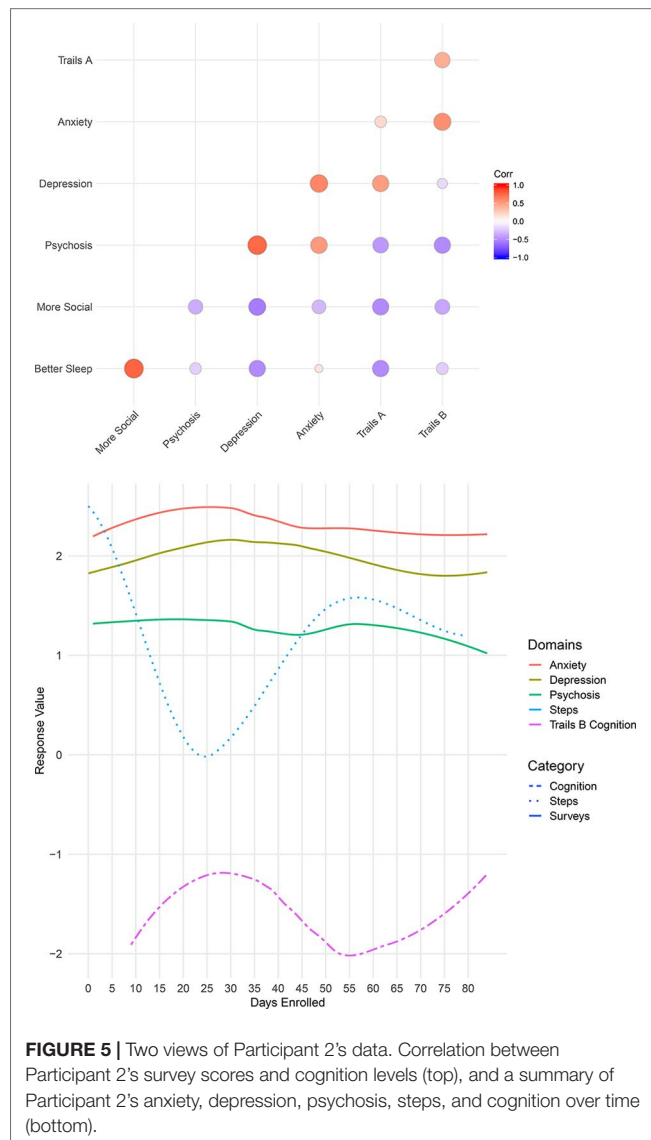 Trails A
Anxiety
Depression
Psychosis
More Social
Better Sleep
More Social
Psychosis
Depression
Anxiety
Trails A
Trails B
Corr
1.0
0.5
0.0
−0.5
−1.0
2
1
0
−1
−2
Response Value
0 5 10 15 20 25 30 35 40 45 50 55 60 65 70 75 80
Days Enrolled
Domains
Anxiety
Depression
Psychosis
Steps
Trails B Cognition
Category
Cognition
Steps
Surveys
FIGURE 5 | Two views of Participant 2’s data. Correlation between
Participant 2’s survey scores and cognition levels (top), and a summary of
Participant 2’s anxiety, depression, psychosis, steps, and cognition over time
(bottom).